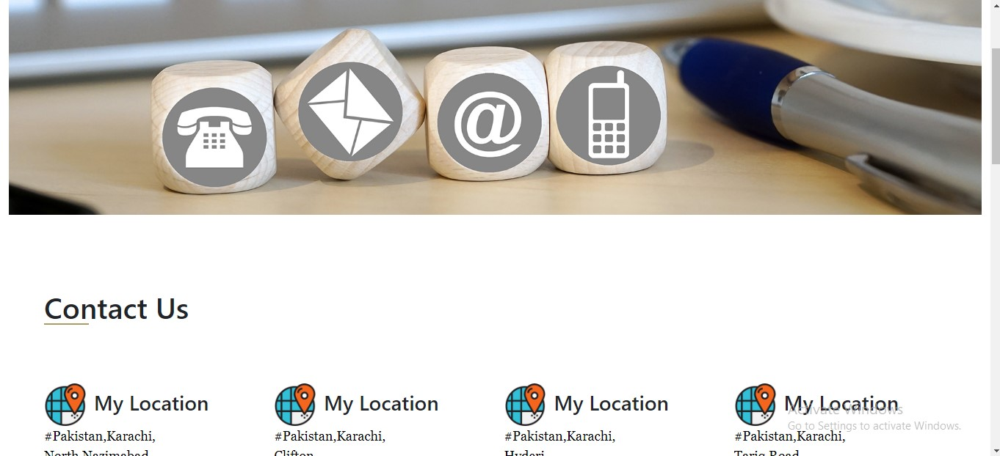 @
Contact Us
My Location My Location My Location My Location
#Pakistan,Karachi, #Pakistan,Karachi, #Pakistan,Karachi, #Pakistan,Karachi,
North Nazimabad Clifton Hydari Tariq Road
Activate Windows
Go to Settings to activate Windows.